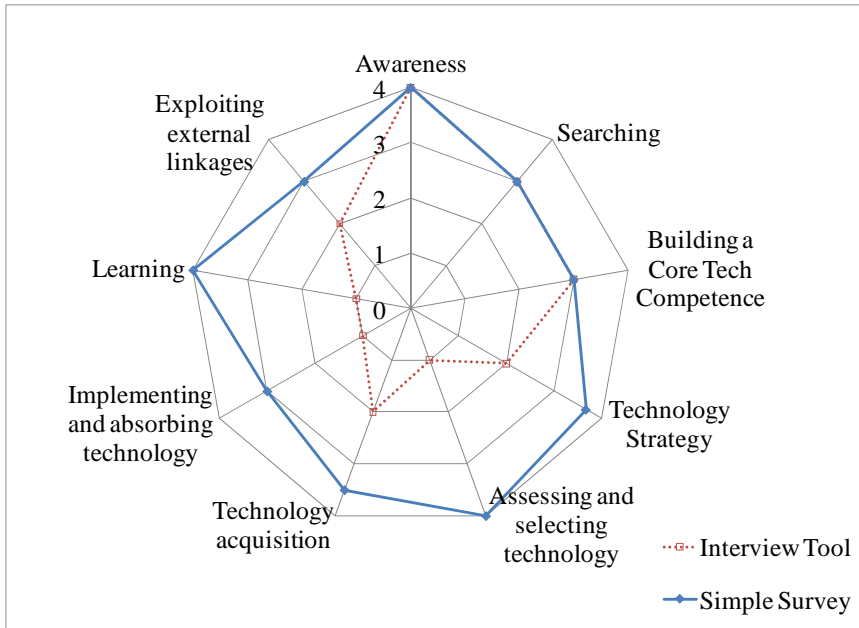 Awareness
Exploiting
external
linkages
4
3
2
1
0
Searching
Building a
Core Tech
Competence
Learning
Implementing
and absorbing
technology
Technology
Strategy
Technology
acquisition
Assessing and
selecting
technology
Interview Tool
Simple Survey